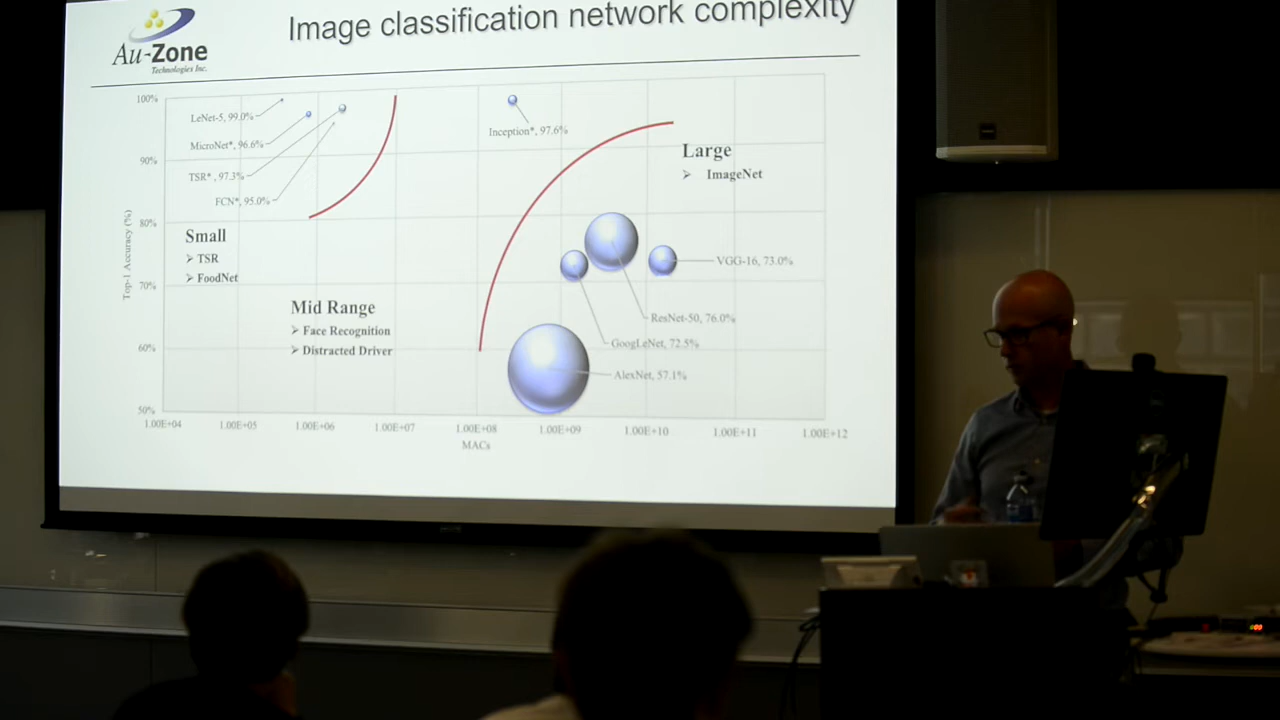 Image classification network complexity
Au-Zone
Technologies Inc.
100%
90%
80%
70%
60%
50%
Top-1 Accuracy (%)
LeNet-5, 99.0%
MicroNet*, 96.6%
TSR*, 97.3%
FCN*, 95.0%
Inception*, 97.6%
Small
➢ TSR
➢ FoodNet
Mid Range
➢ Face Recognition
➢ Distracted Driver
Large
➢ ImageNet
VGG-16, 73.0%
ResNet-50, 76.0%
GoogLeNet, 72.5%
AlexNet, 57.1%
1.00E+04 1.00E+05 1.00E+06 1.00E+07 1.00E+08 1.00E+09 1.00E+10 1.00E+11 1.00E+12
MACs